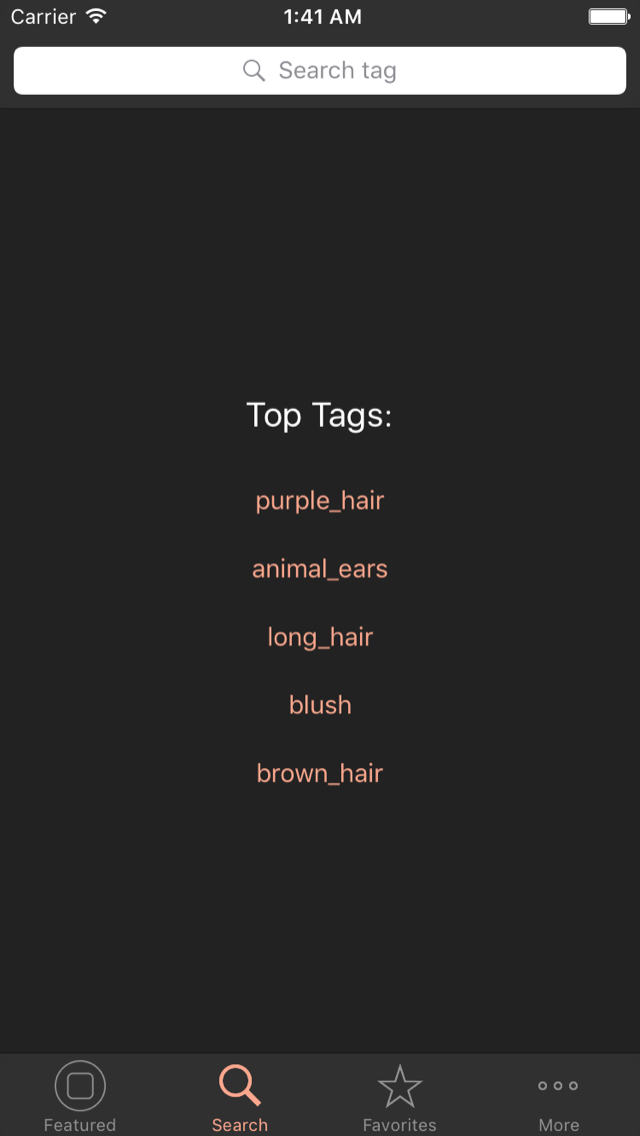 Carrier 1:41 AM
Search tag
Top Tags:
purple_hair
animal_ears
long_hair
blush
brown_hair
Featured Search Favorites More